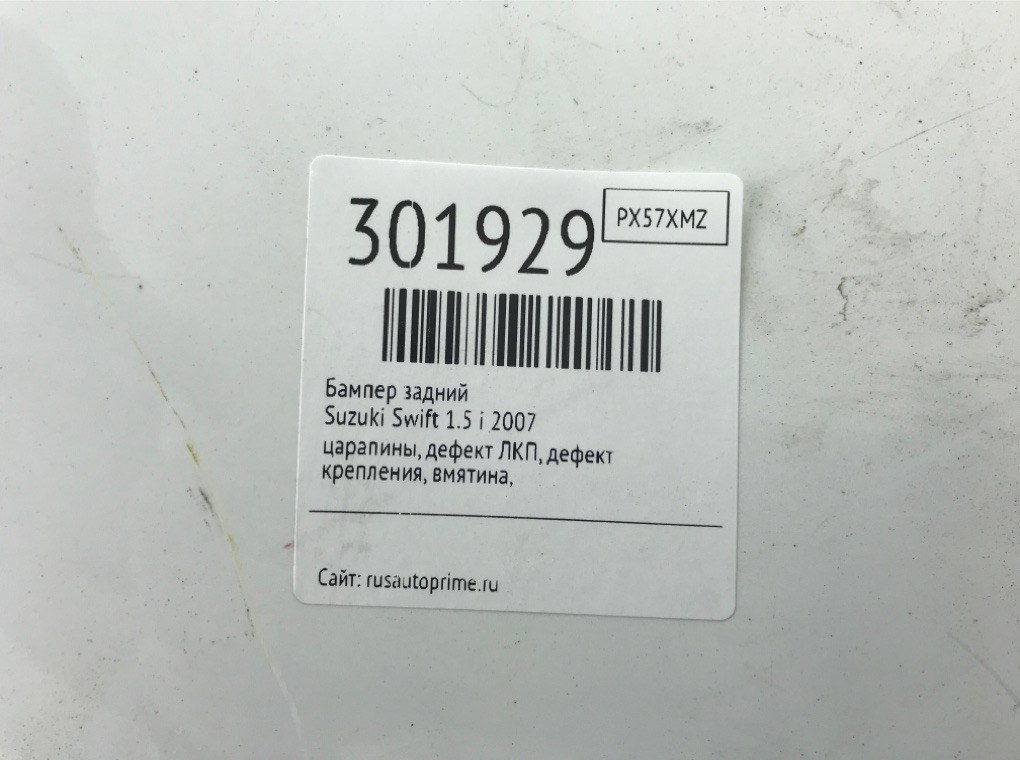 301929 PX57XMZ
Бампер задний
Suzuki Swift 1.5 i 2007
царапины, дефект ЛКП, дефект
крепления, вмятина,
Сайт: rusautoprime.ru